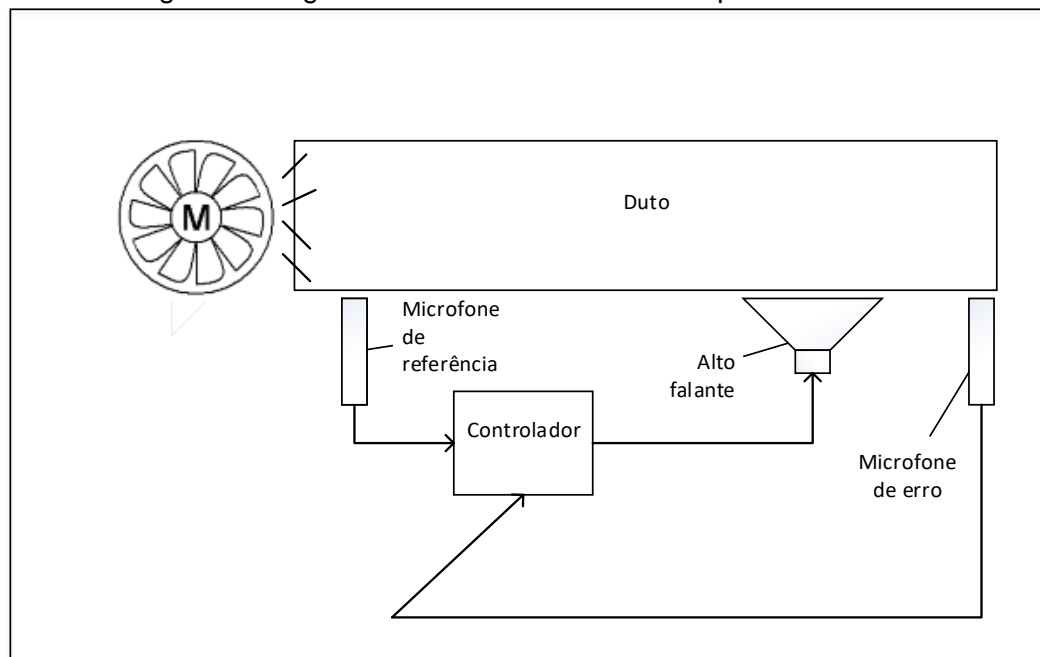 M
Duto
Microfone
de
referência
Alto
falante
Controlador
Microfone
de erro